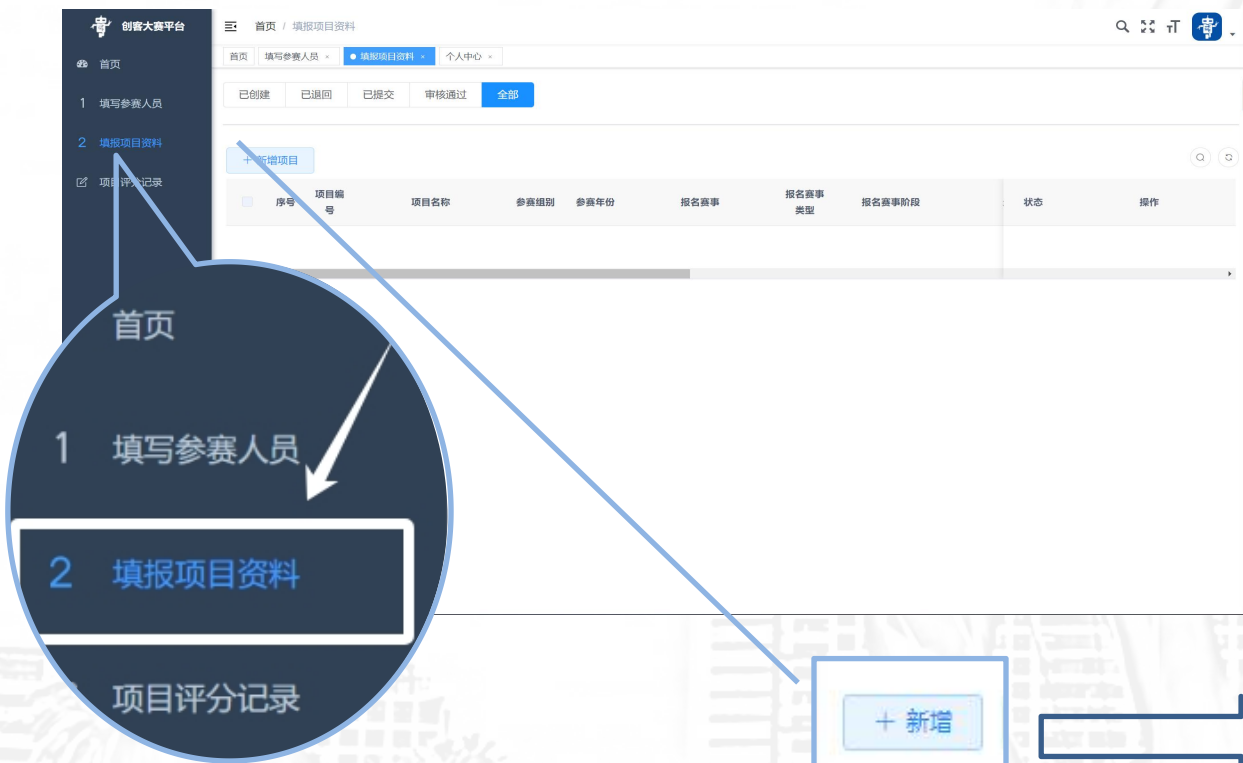 创客大赛平台
首页 / 填报项目资料
首页 填写参赛人员 × 填报项目资料 × 个人中心 ×
首页
1 填写参赛人员
2 填报项目资料
项目评分记录
已创建 已退回 已提交 审核通过 全部
+ 新增项目
序号 项目编号 项目名称 参赛组别 参赛年份 报名赛事 报名赛事类型 报名赛事阶段 状态 操作
首页
1 填写参赛人员
2 填报项目资料
项目评分记录
+ 新增